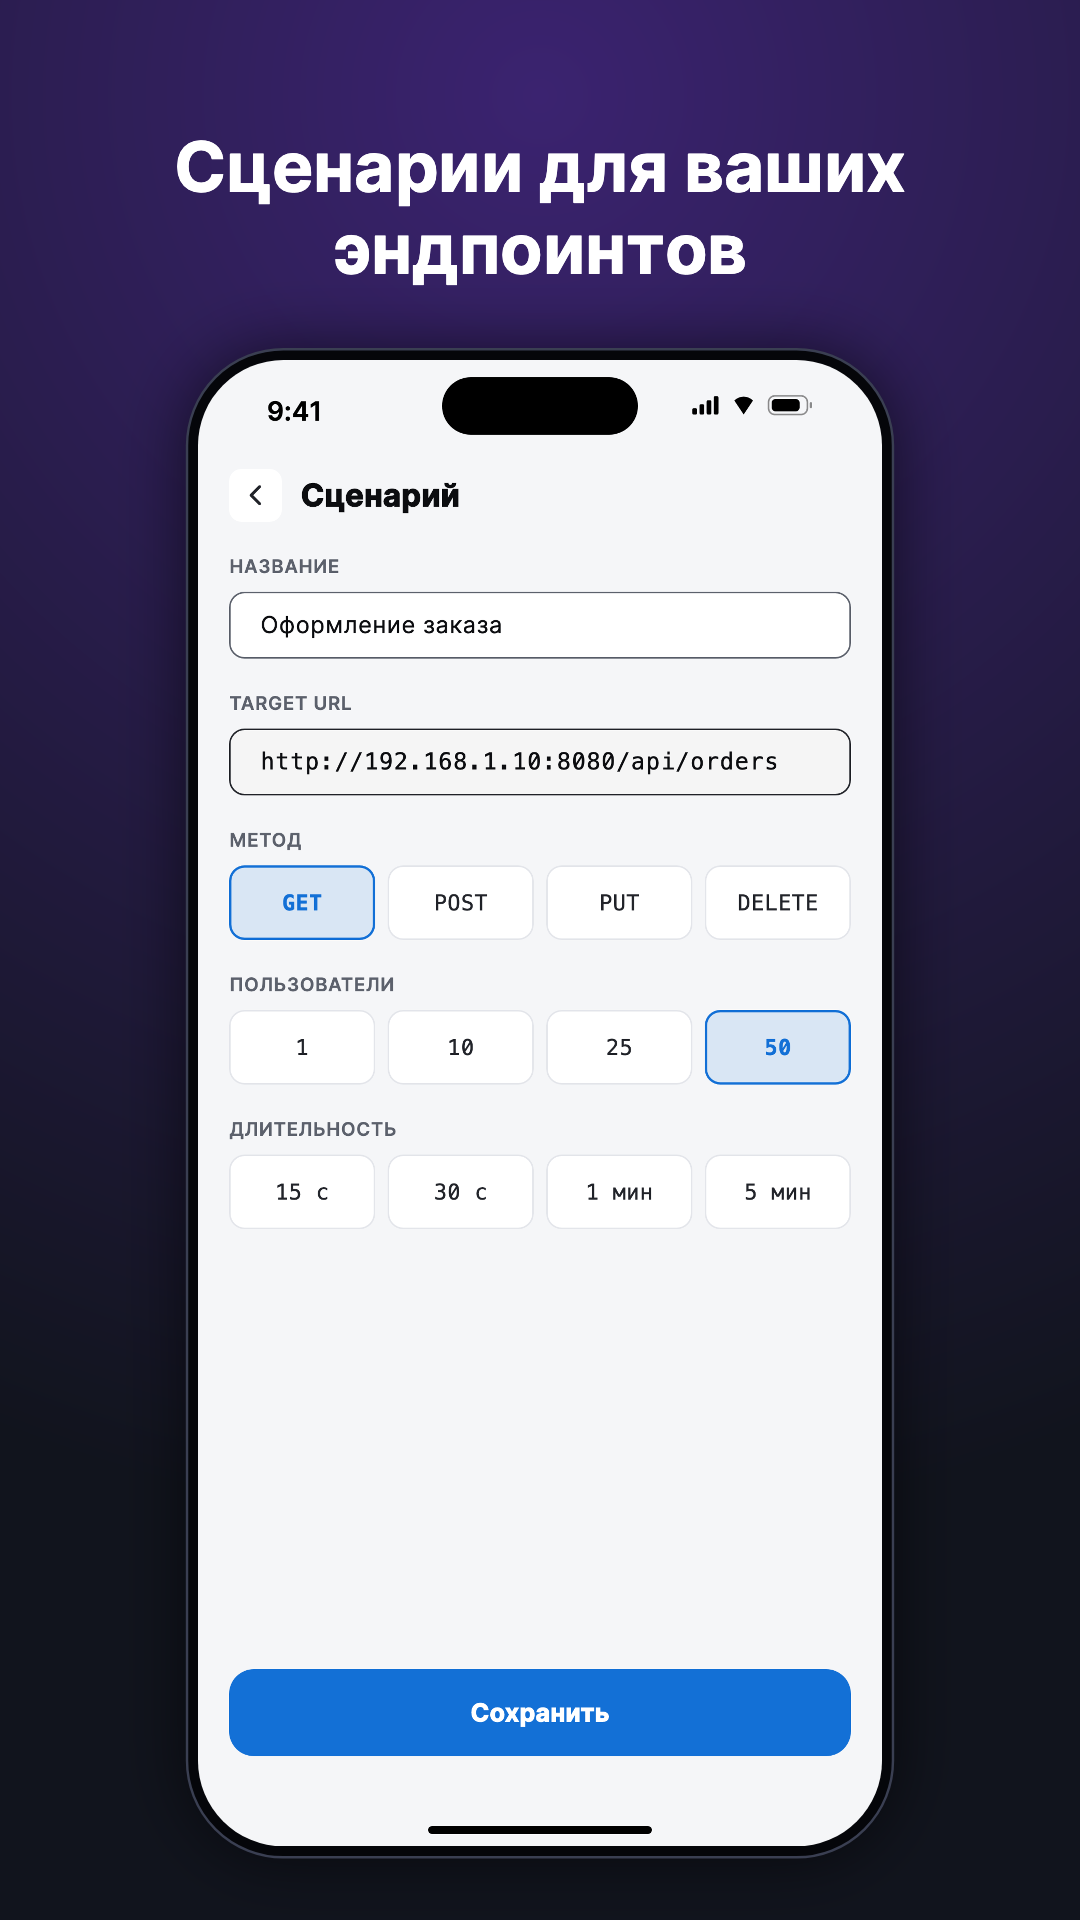 Сценарии для ваших
эндпоинтов
9:41
Сценарий
НАЗВАНИЕ
Оформление заказа
TARGET URL
http://192.168.1.10:8080/api/orders
МЕТОД
GET POST PUT DELETE
ПОЛЬЗОВАТЕЛИ
1 10 25 50
ДЛИТЕЛЬНОСТЬ
15 с 30 с 1 мин 5 мин
Сохранить